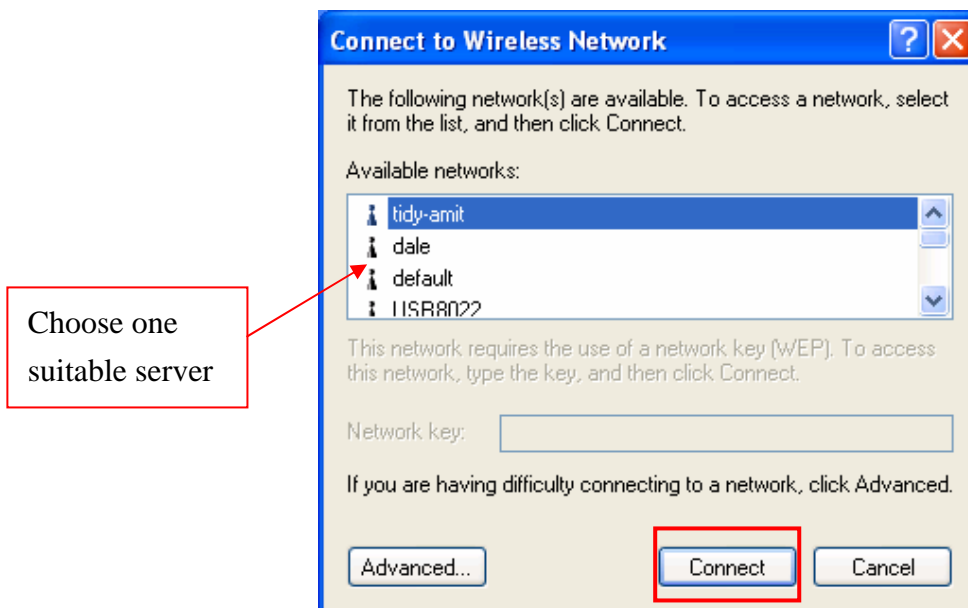 Connect to Wireless Network
The following network(s) are available. To access a network, select
it from the list, and then click Connect.
Available networks:
tidy-amit
dale
default
USB8022
Choose one
suitable server
This network requires the use of a network key (WEP). To access
this network, type the key, and then click Connect.
Network key:
If you are having difficulty connecting to a network, click Advanced.
Advanced...
Connect
Cancel